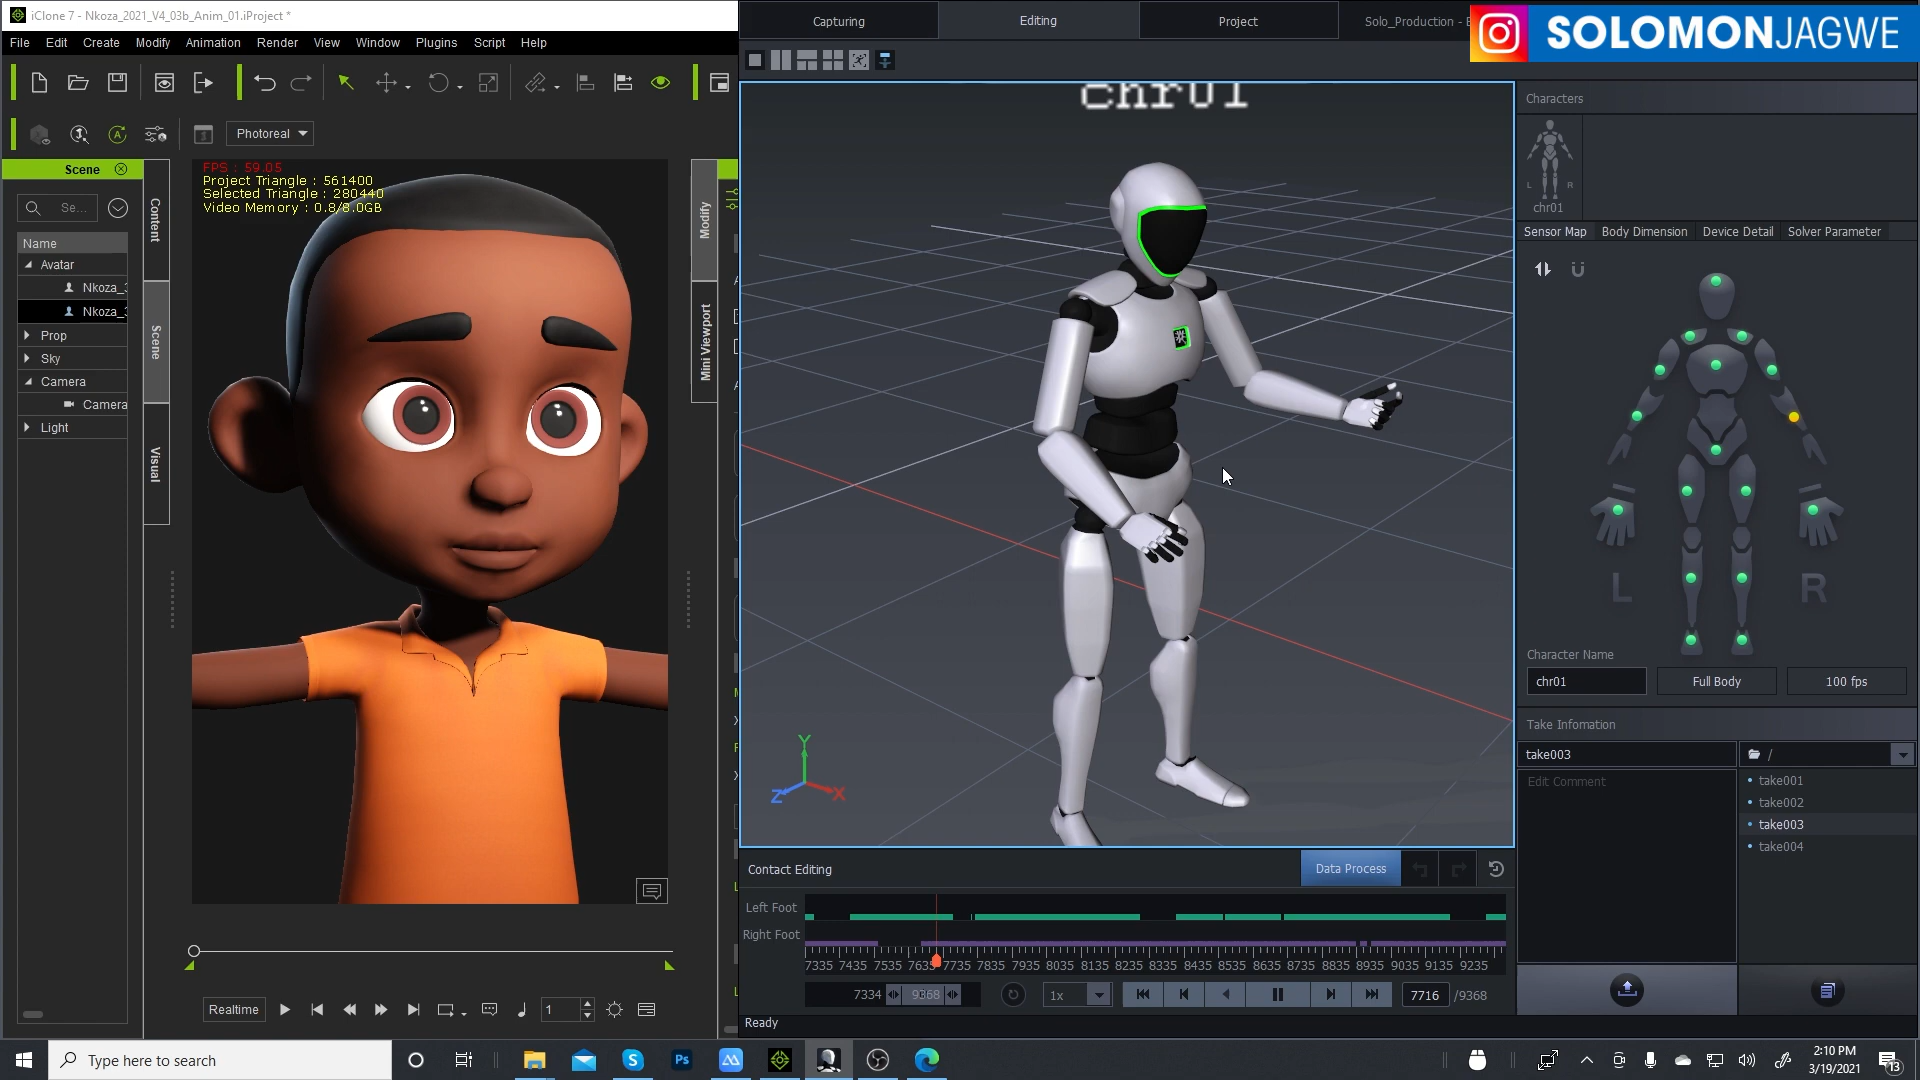 iClone 7 - Nkoza_2021_V4_03b_Anim_01.iProject *
File Edit Create Modify Animation Render View Window Plugins Script Help
Photoreal
Scene
Se...
Name
Avatar
Nkoza_3
Nkoza_3
Prop
Sky
Camera
Camera
Light
Content
Scene
Visual
FPS : 59.05
Project Triangle : 561400
Selected Triangle : 280440
Video Memory : 0.8/8.0GB
Modify
Mini Viewport
Realtime
1
Capturing Editing Project Solo_Production -
SOLOMONJAGWE
chr01
Y
Z
X
Characters
L R
chr01
Sensor Map Body Dimension Device Detail Solver Parameter
L R
Character Name
chr01 Full Body 100 fps
Take Infomation
take003 /
Edit Comment
take001
take002
take003
take004
Contact Editing Data Process
Left Foot
Right Foot
7335 7435 7535 7635 7735 7835 7935 8035 8135 8235 8335 8435 8535 8635 8735 8835 8935 9035 9135 9235
7334 9368 1x 7716 /9368
Ready
Type here to search
2:10 PM
3/19/2021
13